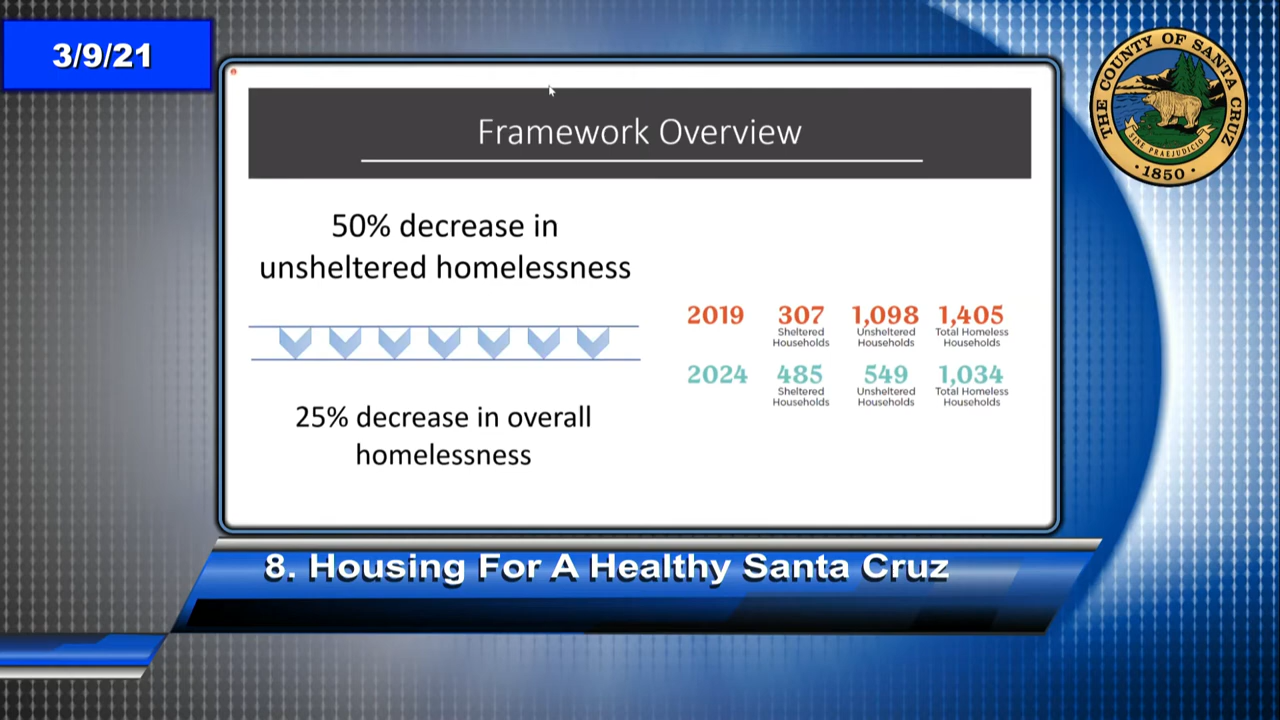 3/9/21
THE COUNTY OF SANTA CRUZ
SINE PRAEJUDICIO
• 1850 •
Framework Overview
50% decrease in
unsheltered homelessness
25% decrease in overall
homelessness
2019 307 1,098 1,405
Sheltered Unsheltered Total Homeless
Households Households Households
2024 485 549 1,034
Sheltered Unsheltered Total Homeless
Households Households Households
8. Housing For A Healthy Santa Cruz